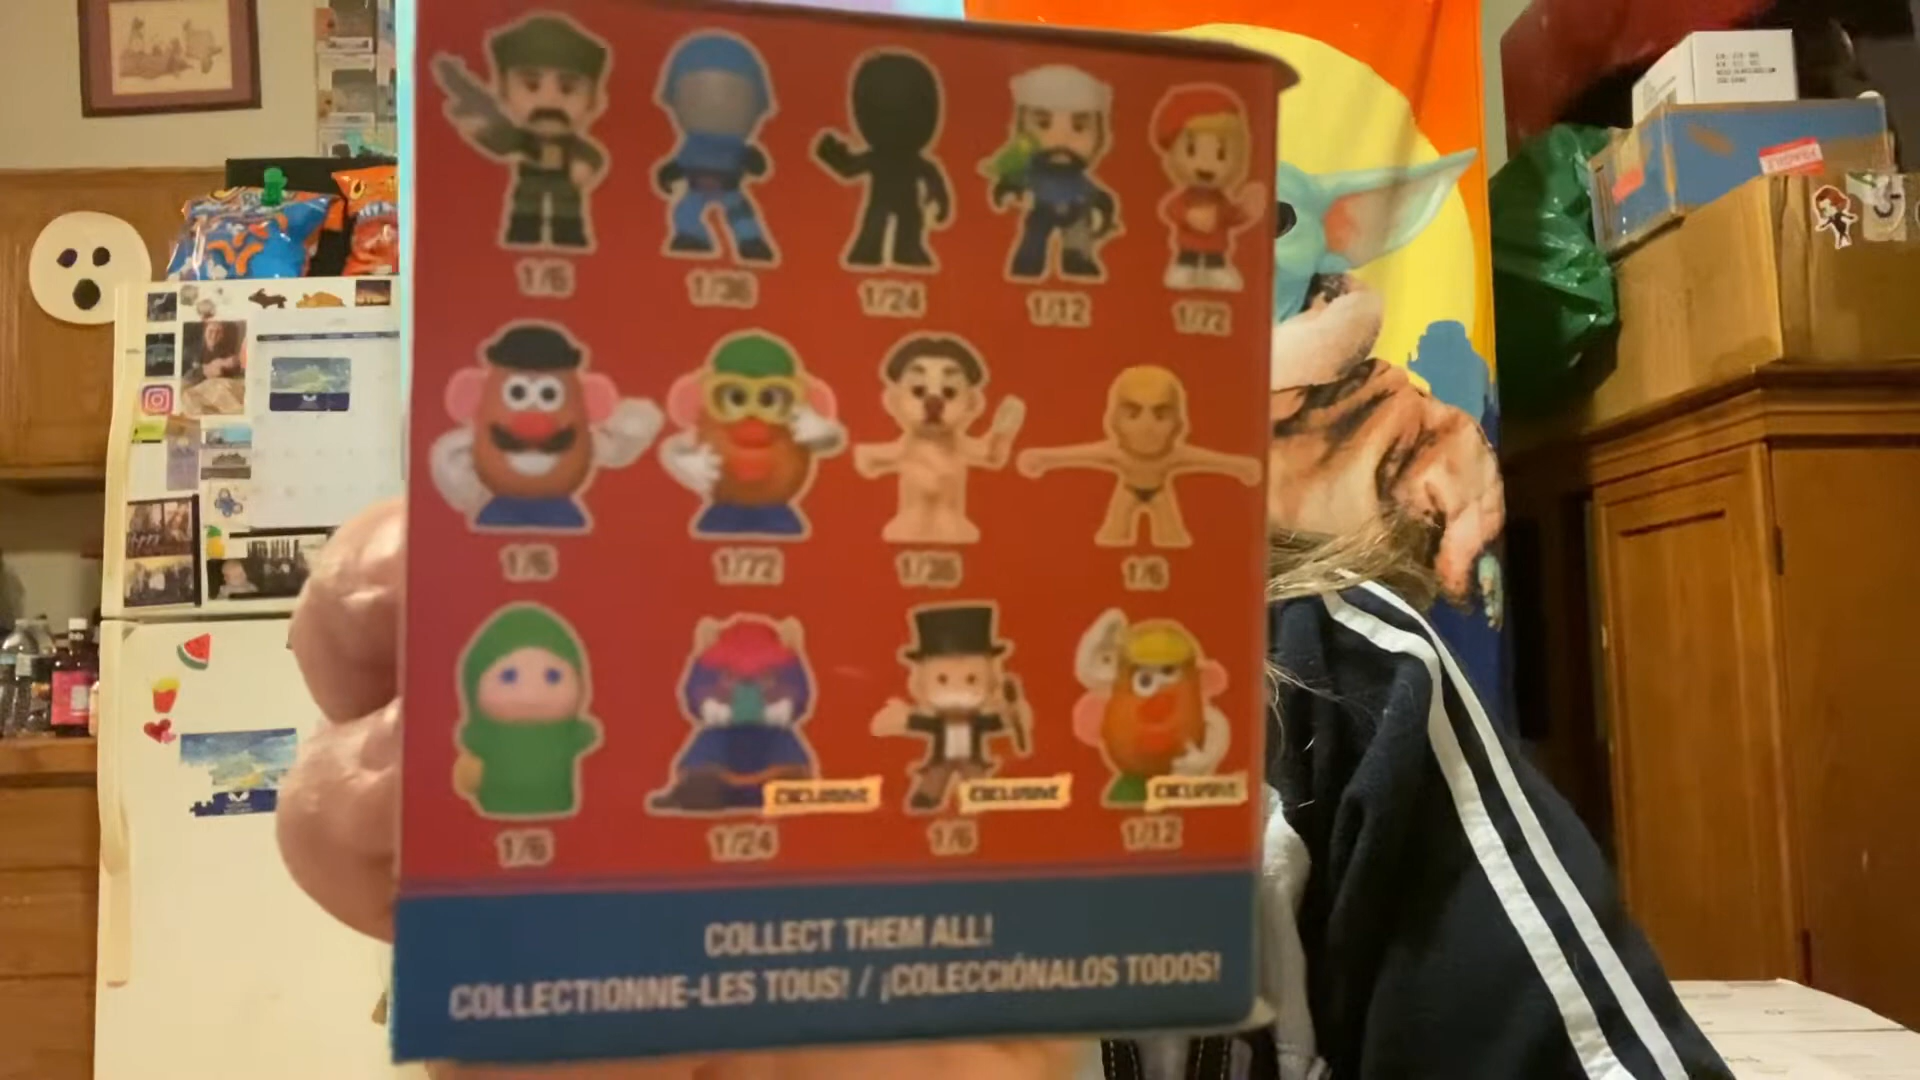 1/6 1/36 1/24 1/12 1/72
1/6 1/72 1/36 1/6
EXCLUSIVE EXCLUSIVE EXCLUSIVE
1/6 1/24 1/6 1/12
COLLECT THEM ALL!
COLLECTIONNE-LES TOUS! / ¡COLECCIÓNALOS TODOS!